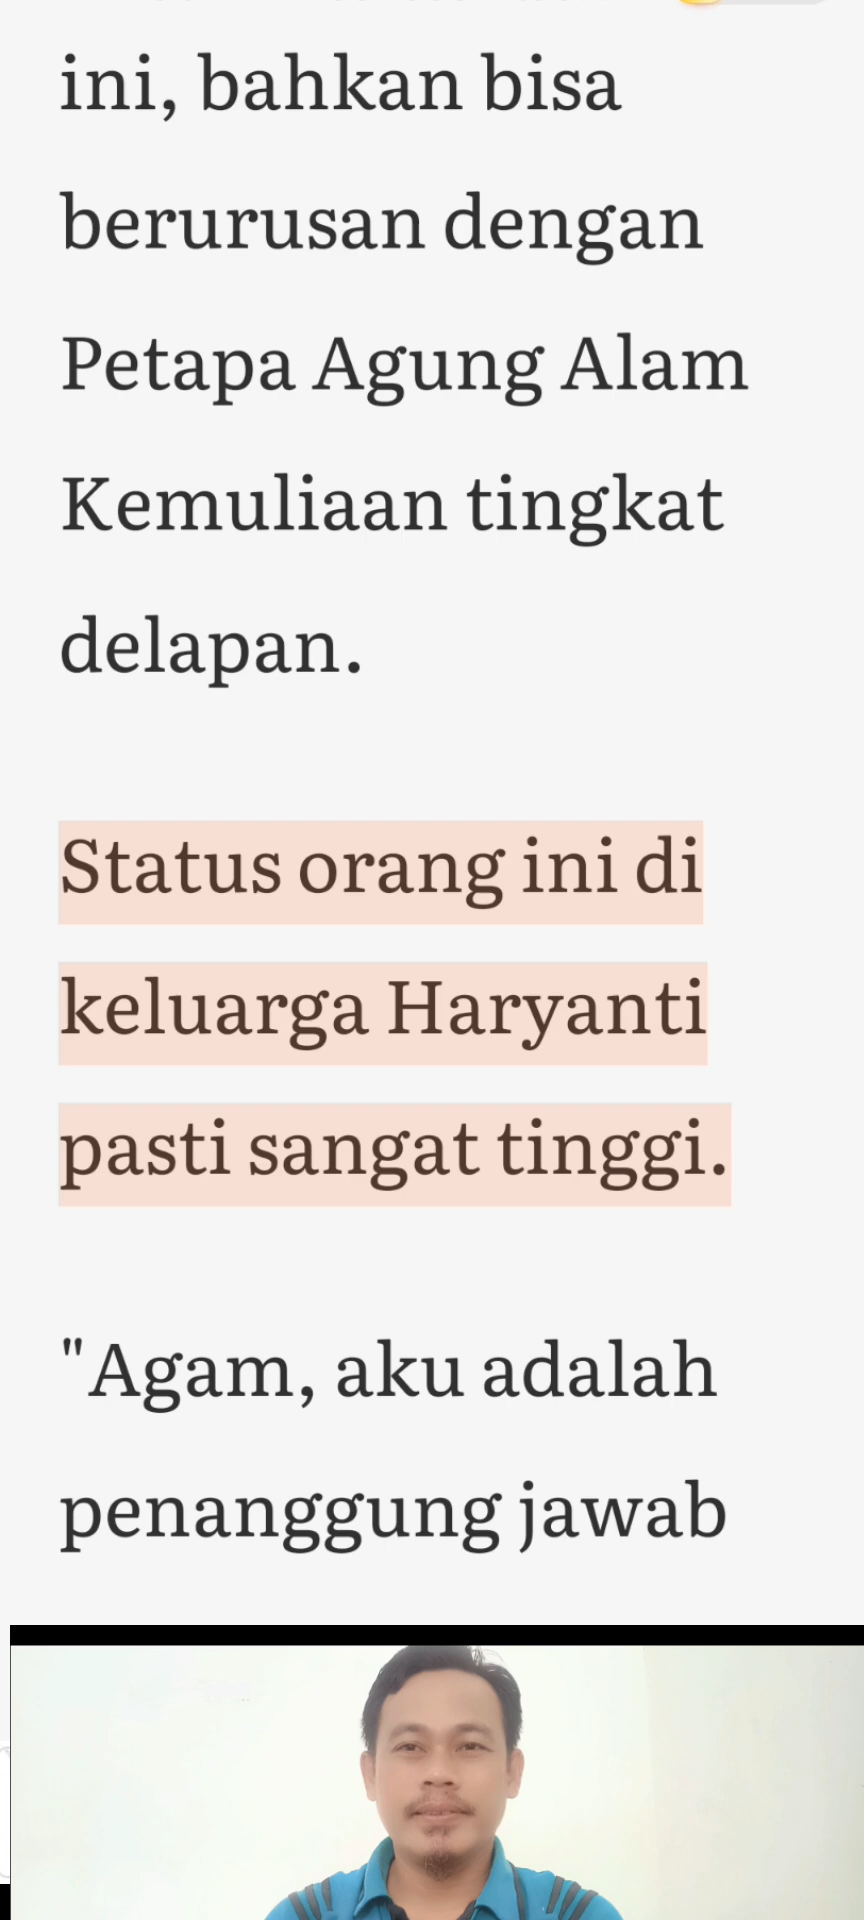 ini, bahkan bisa
berurusan dengan
Petapa Agung Alam
Kemuliaan tingkat
delapan.
Status orang ini di
keluarga Haryanti
pasti sangat tinggi.
"Agam, aku adalah
penanggung jawab